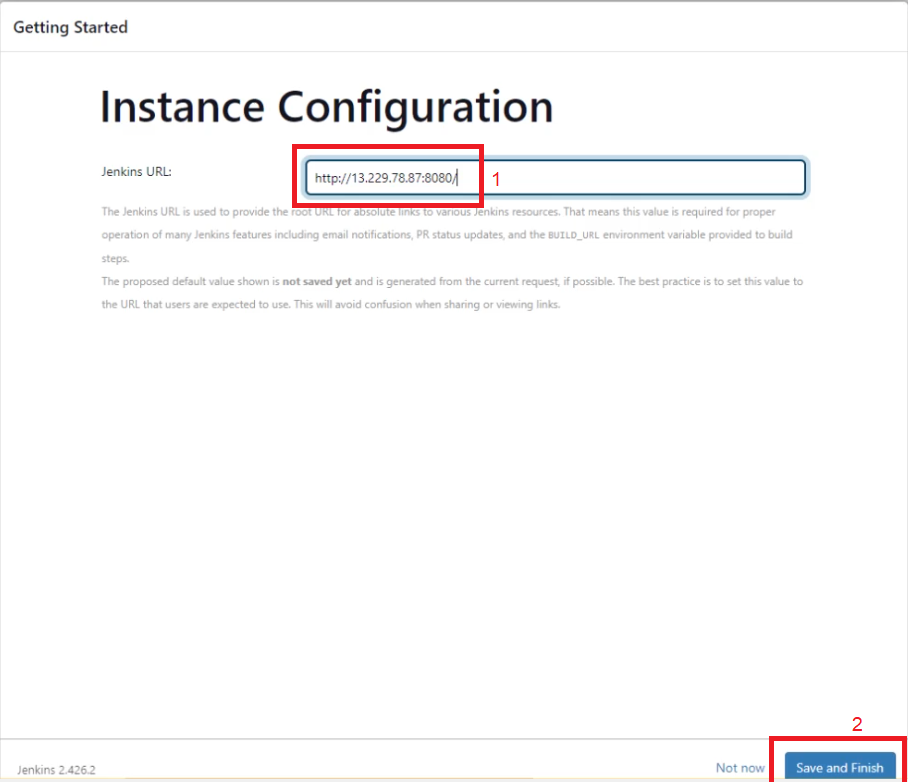 Getting Started
Instance Configuration
Jenkins URL:
http://13.229.78.87:8080/
1
The Jenkins URL is used to provide the root URL for absolute links to various Jenkins resources. That means this value is required for proper
operation of many Jenkins features including email notifications, PR status updates, and the BUILD_URL environment variable provided to build
steps.
The proposed default value shown is not saved yet and is generated from the current request, if possible. The best practice is to set this value to
the URL that users are expected to use. This will avoid confusion when sharing or viewing links.
2
Jenkins 2.426.2
Not now
Save and Finish